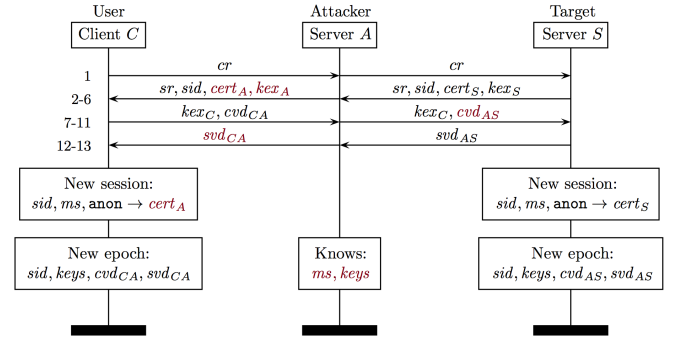 User Attacker Target
Client C Server A Server S
1 cr cr
2-6 sr, sid, cert_A, kex_A sr, sid, cert_S, kex_S
7-11 kex_C, cvd_CA kex_C, cvd_AS
12-13 svd_CA svd_AS
New session: New session:
sid, ms, anon → cert_A sid, ms, anon → cert_S
New epoch: Knows: New epoch:
sid, keys, cvd_CA, svd_CA ms, keys sid, keys, cvd_AS, svd_AS